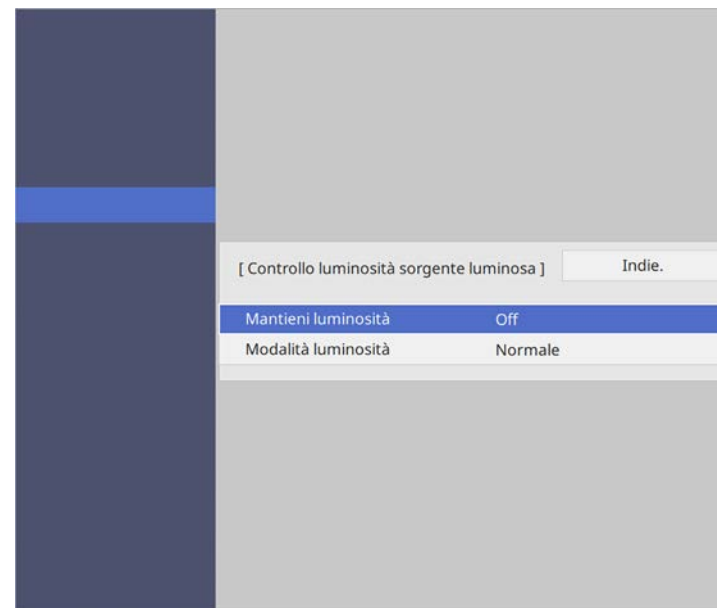 [ Controllo luminosità sorgente luminosa ] Indie.
Mantieni luminosità Off
Modalità luminosità Normale